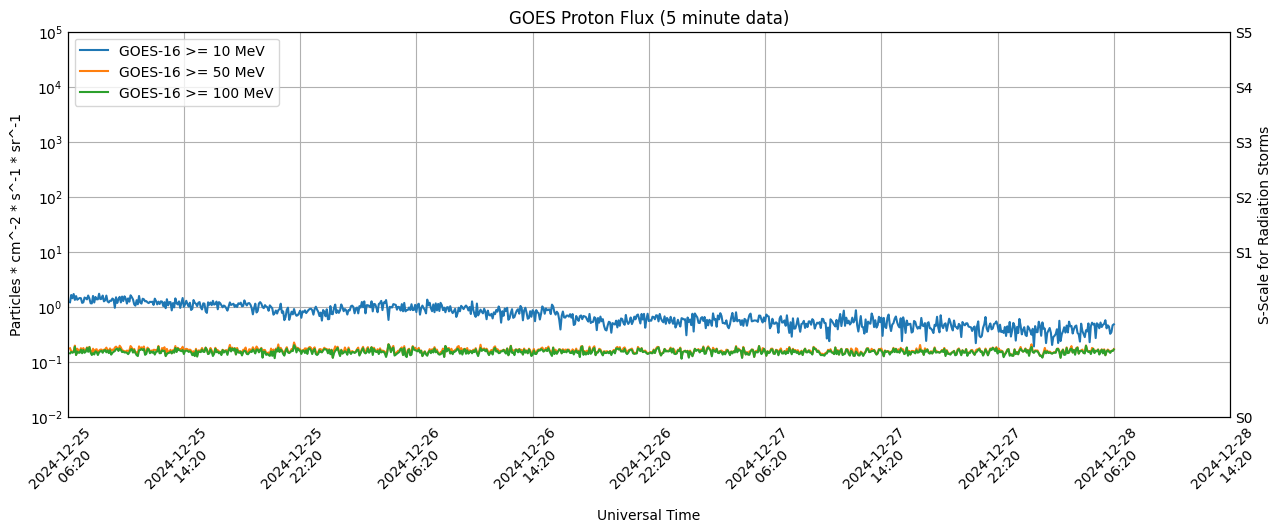 GOES Proton Flux (5 minute data)
GOES-16 >= 10 MeV
GOES-16 >= 50 MeV
GOES-16 >= 100 MeV
Particles * cm^-2 * s^-1 * sr^-1
10^5
10^4
10^3
10^2
10^1
10^0
10^-1
10^-2
S5
S4
S3
S2
S1
S0
S-Scale for Radiation Storms
2024-12-25
06:20
2024-12-25
14:20
2024-12-25
22:20
2024-12-26
06:20
2024-12-26
14:20
2024-12-26
22:20
2024-12-27
06:20
2024-12-27
14:20
2024-12-27
22:20
2024-12-28
06:20
2024-12-28
14:20
Universal Time